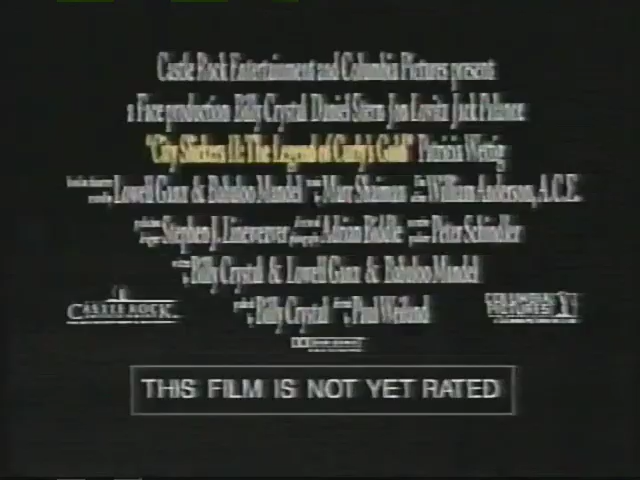 Castle Rock Entertainment and Columbia Pictures present
a Face production Billy Crystal Daniel Stern Jon Lovitz Jack Palance
"City Slickers II: The Legend of Curly's Gold" Patricia Wettig
Lowell Ganz & Babaloo Mandel Marc Shaiman William Anderson, A.C.E.
Stephen J. Lineweaver Adrian Biddle Peter Schindler
Billy Crystal & Lowell Ganz & Babaloo Mandel
Billy Crystal Paul Weiland
CASTLE ROCK
COLUMBIA
PICTURES
THIS FILM IS NOT YET RATED